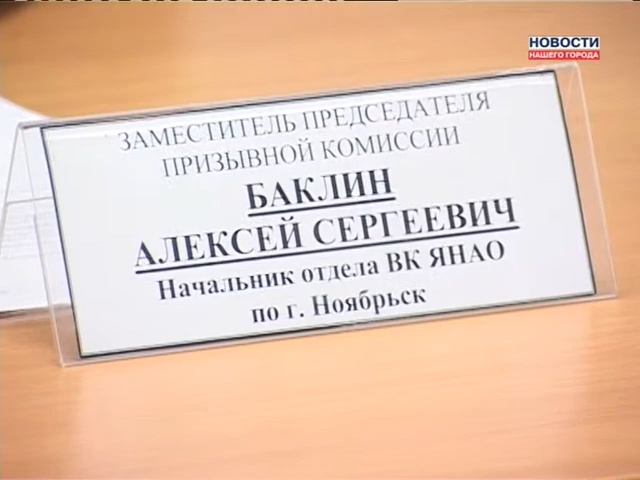 НОВОСТИ
НАШЕГО ГОРОДА
ЗАМЕСТИТЕЛЬ ПРЕДСЕДАТЕЛЯ
ПРИЗЫВНОЙ КОМИССИИ
БАКЛИН
АЛЕКСЕЙ СЕРГЕЕВИЧ
Начальник отдела ВК ЯНАО
по г. Ноябрьск